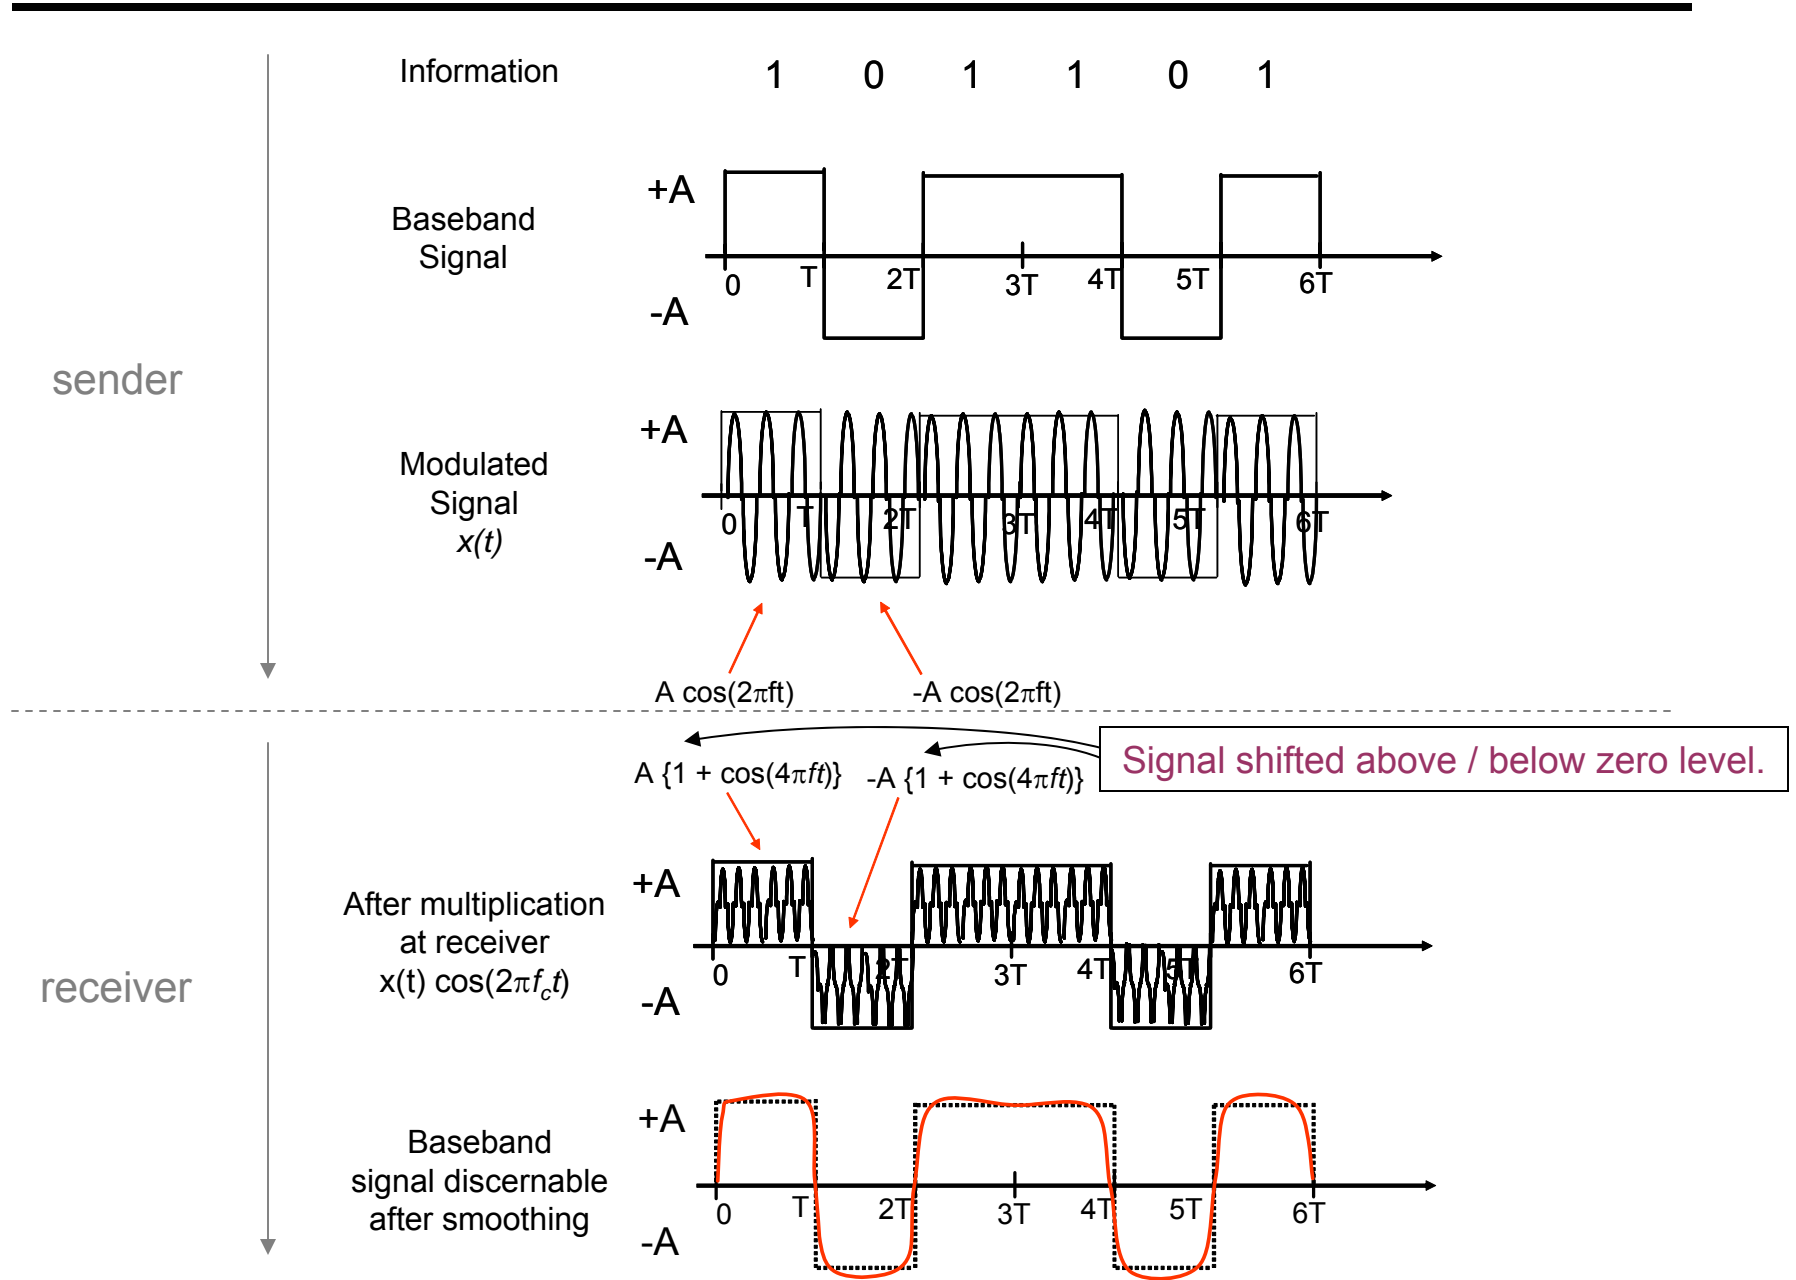 Information 1 0 1 1 0 1
Baseband
Signal
+A
-A
0 T 2T 3T 4T 5T 6T
sender
Modulated
Signal
x(t)
+A
-A
0 T 2T 3T 4T 5T 6T
A cos(2πft) -A cos(2πft)
Signal shifted above / below zero level.
A {1 + cos(4πft)} -A {1 + cos(4πft)}
receiver
After multiplication
at receiver
x(t) cos(2πf_ct)
+A
-A
0 T 2T 3T 4T 5T 6T
Baseband
signal discernable
after smoothing
+A
-A
0 T 2T 3T 4T 5T 6T